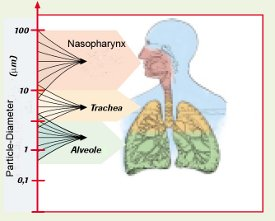 100
Nasopharynx
(µm)
10
Trachea
Particle-Diameter
1
Alveole
0,1